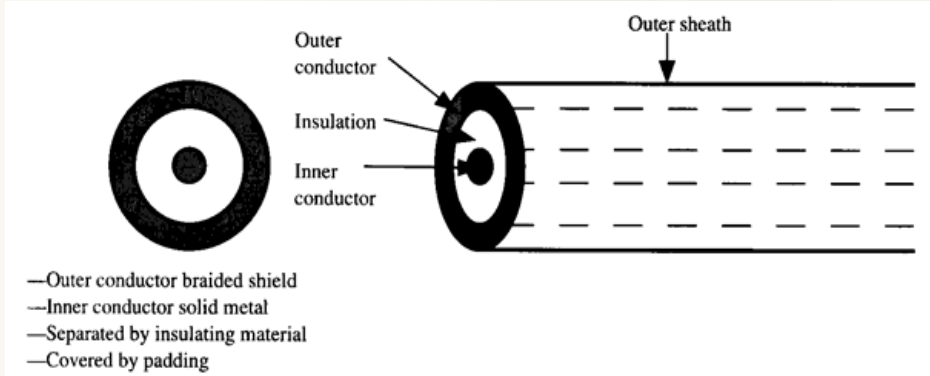 Outer sheath
Outer
conductor
Insulation
Inner
conductor
—Outer conductor braided shield
—Inner conductor solid metal
—Separated by insulating material
—Covered by padding